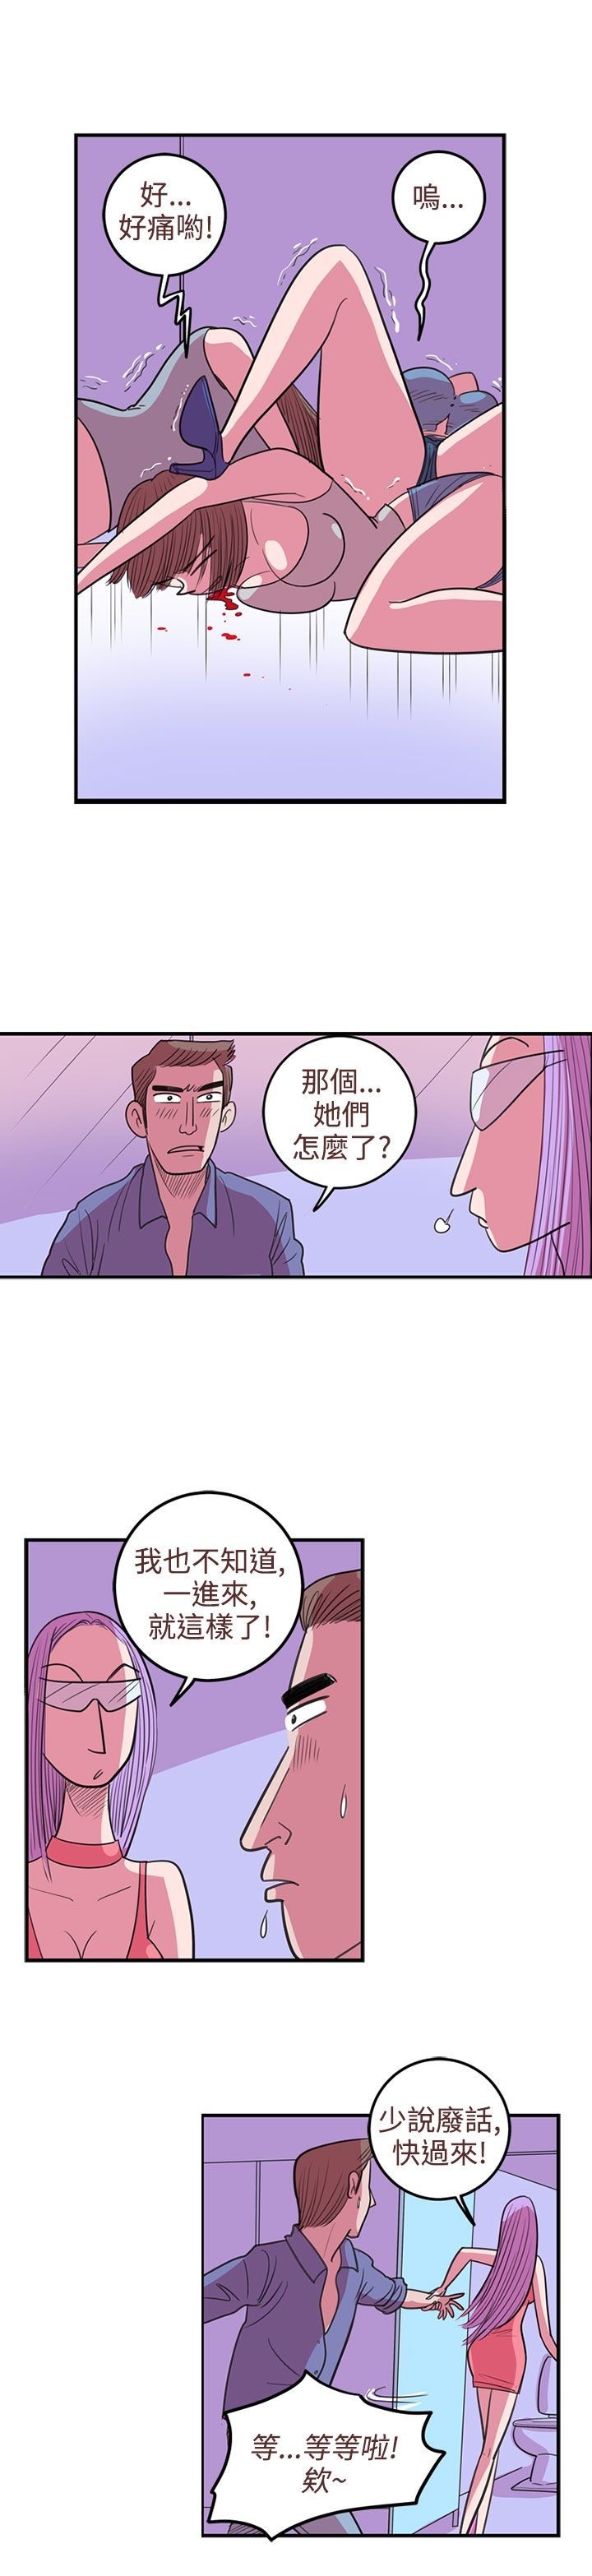 好...
好痛喲!
嗚...
那個...
她們
怎麼了?
我也不知道,
一進來,
就這樣了!
少說廢話,
快過來!
等...等等啦!
欸~